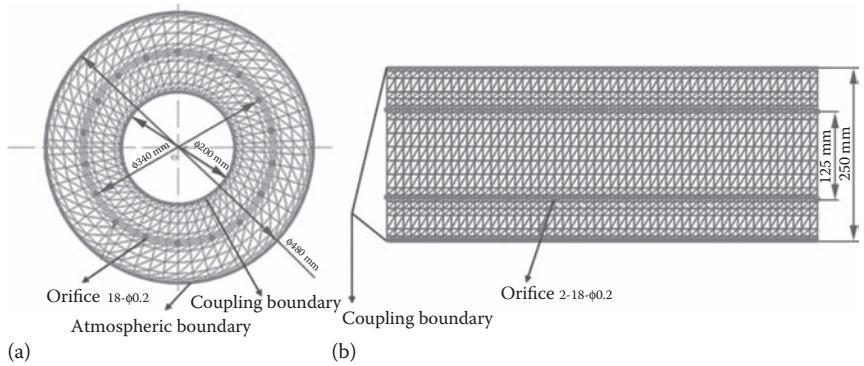 ϕ340 mm
ϕ200 mm
ϕ480 mm
Orifice 18-ϕ0.2
Coupling boundary
Atmospheric boundary
(a)
125 mm
250 mm
Orifice 2-18-ϕ0.2
Coupling boundary
(b)